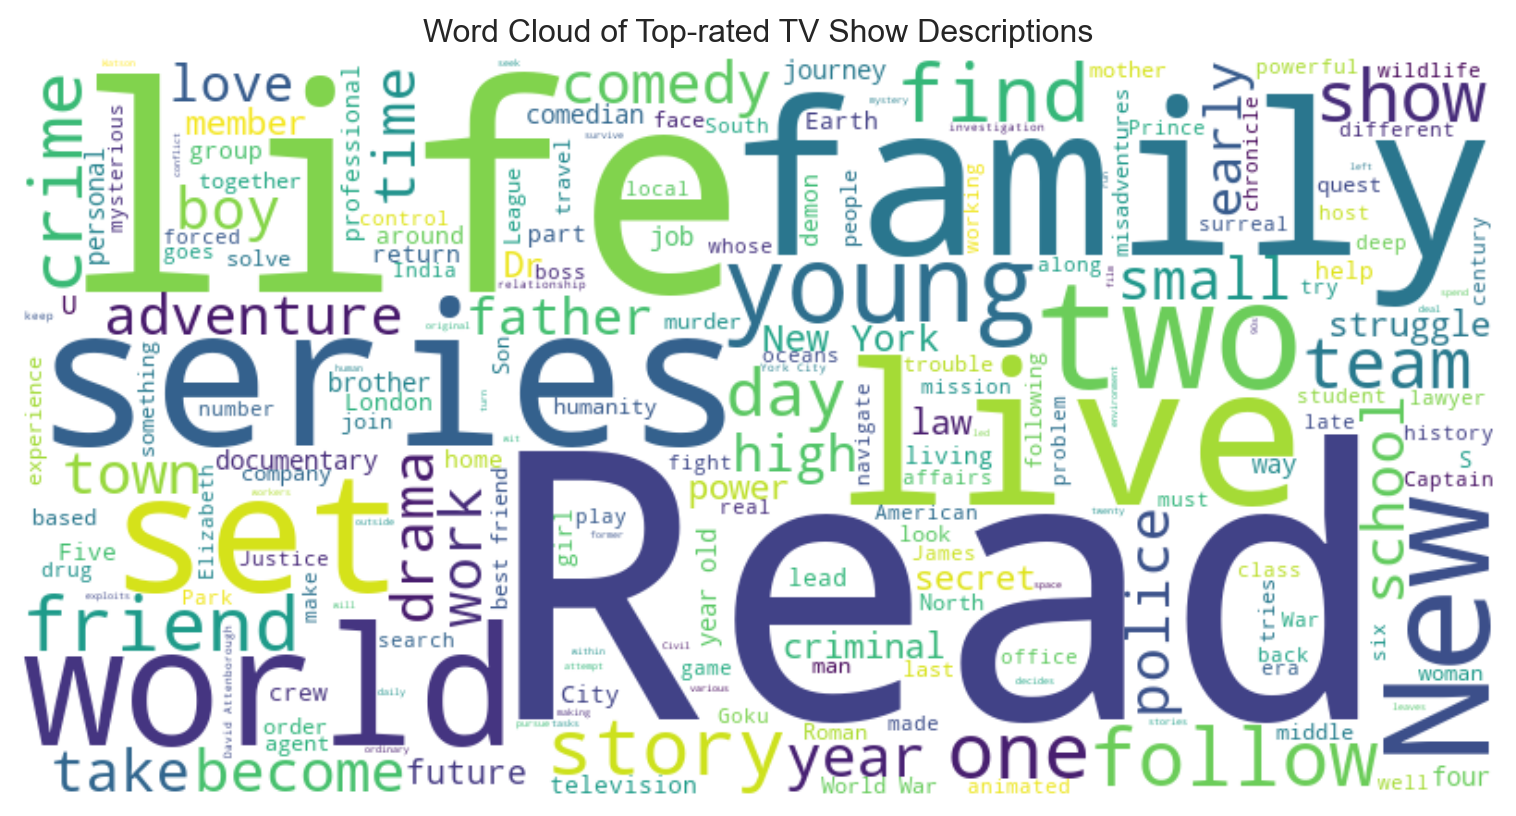 Word Cloud of Top-rated TV Show Descriptions
Watson
seek
love
comedy
journey
find
mother
powerful
wildlife
crime
life
time
member
comedian
face
South
mystery
Earth
investigation
family
early
show
Prince
different
mysterious
conflict
group
professional
survive
misadventures
chronicle
left
personal
together
boy
control
travel
local
demon
people
working
run
quest
surreal
host
forced
goes
solve
around
return
India
League
part
job
whose
deep
Dr
boss
relationship
young
along
small
film
help
try
century
U
keep
adventure
original
father
murder
New York
two
90s
deal
spend
struggle
series
Son
oceans
York City
trouble
team
experience
something
human
brother
London
number
join
turn
humanity
day
mission
live
following
environment
student
lawyer
navigate
law
led
problem
school
late
history
wit
high
documentary
town
company
home
drama
fight
living
affairs
way
S
Captain
workers
set
work
best friend
power
real
must
New
based
outside
play
girl
former
American
look
twenty
police
Elizabeth
Five
drug
Justice
James
Read
exploits
Park
make
will
year old
lead
secret
space
class
North
tries
War
friend
search
Civil
criminal
within
attempt
game
man
last
office
back
era
six
woman
world
David Attenborough
crew
daily
City
various
decides
leaves
making
pursue
tasks
Goku
Roman
made
stories
middle
order
agent
ordinary
take
become
future
story
television
year
World War
one
animated
follow
well
four